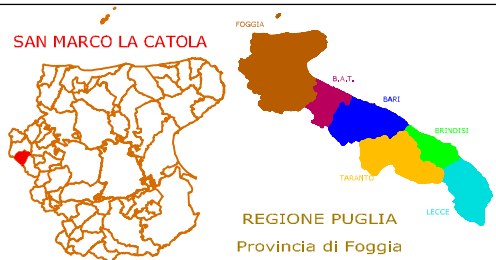 FOGGIA
SAN MARCO LA CATOLA
B.A.T.
BARI
BRINDISI
TARANTO
LECCE
REGIONE PUGLIA
Provincia di Foggia